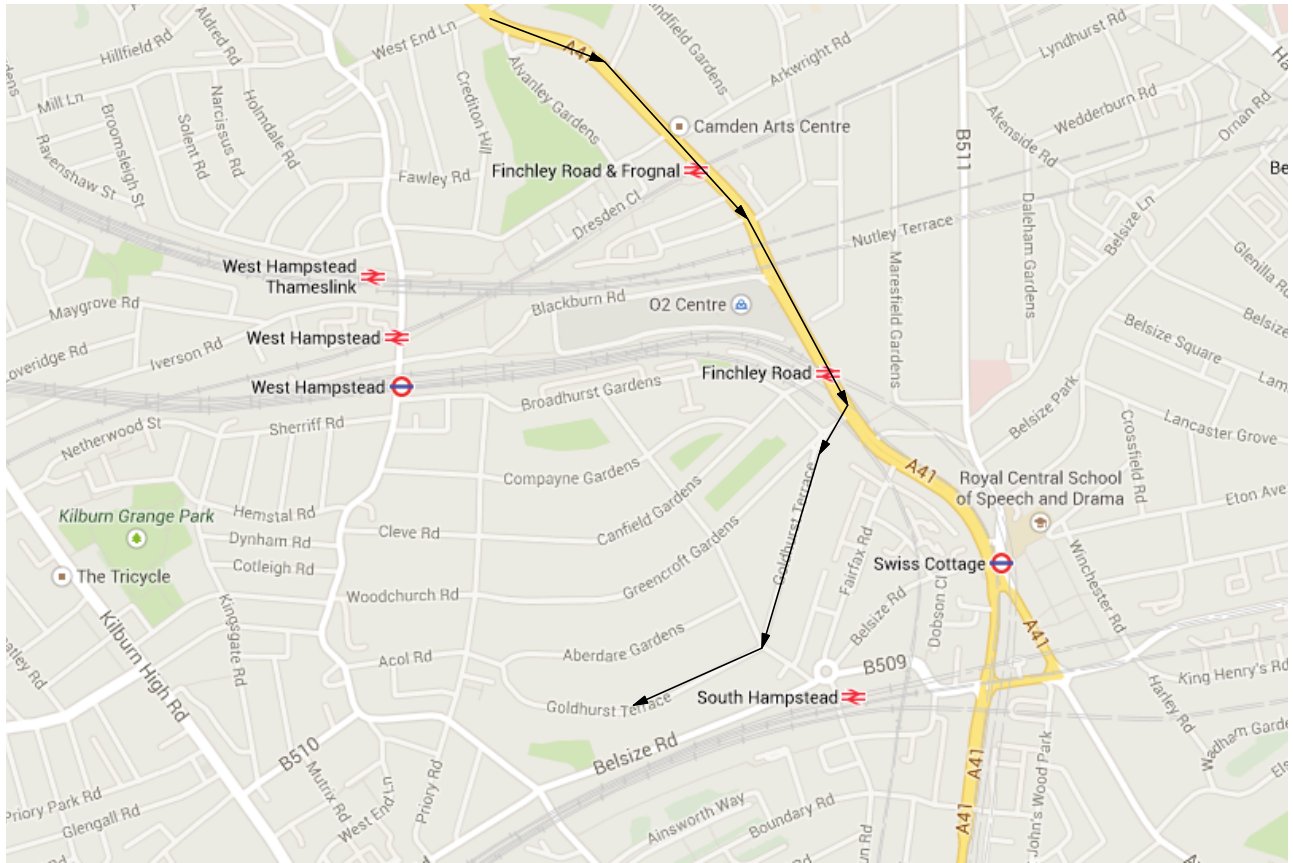 Hillfield Rd
Aldred Rd
West End Ln
A41
Arkwright Rd
Lyndhurst Rd
Mill Ln
Narcissus Rd
Holmdale Rd
Crediton Hill
Alvanley Gardens
Akenside Rd
Wedderburn Rd
Ornan Rd
Broomsleigh St
Solent Rd
Camden Arts Centre
B511
Ravenshaw St
Fawley Rd
Finchley Road & Frognal
Be
Dresden Cl
Nutley Terrace
Daleham Gardens
Belsize Ln
West Hampstead
Thameslink
Maresfield Gardens
Glenilla Rd
Maygrove Rd
Blackburn Rd
O2 Centre
Belsize
Belsize Square
West Hampstead
Iverson Rd
Finchley Road
West Hampstead
Broadhurst Gardens
Belsize Park
Lancaster Grove
Crossfield Rd
Netherwood St
Sherriff Rd
Compayne Gardens
A41
Royal Central School
of Speech and Drama
Eton Ave
Goldhurst Terrace
Kilburn Grange Park
Hemstal Rd
Dynham Rd
Cleve Rd
Canfield Gardens
Greencroft Gardens
Fairfax Rd
Swiss Cottage
Winchester Rd
Cotleigh Rd
The Tricycle
Woodchurch Rd
Belsize Rd
Dobson Cl
A41
Kilburn High Rd
Kingsgate Rd
Acol Rd
Aberdare Gardens
B509
King Henry's Rd
Harley Rd
South Hampstead
Goldhurst Terrace
Belsize Rd
B510
Mutrix Rd
West End Ln
Priory Rd
A41
St John's Wood Park
Priory Park Rd
Glengall Rd
Ainsworth Way
Boundary Rd
A41